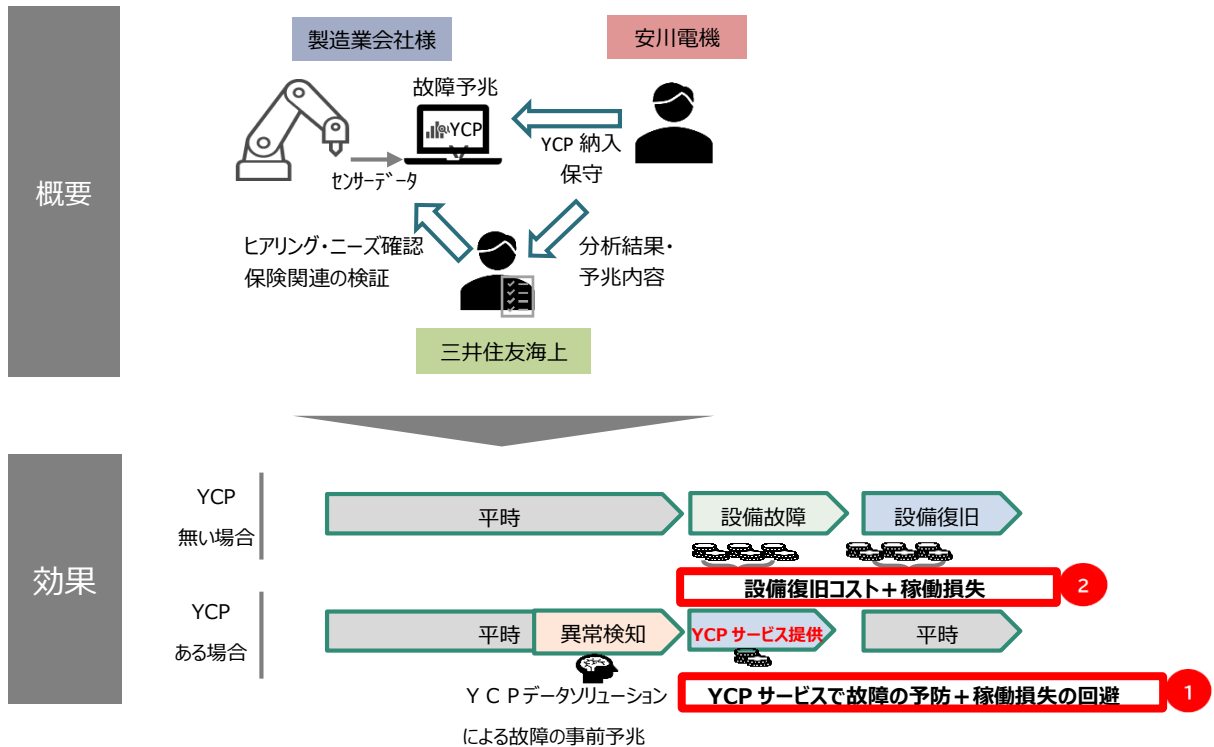 概要
製造業会社様
安川電機
故障予兆
YCP
YCP 納入
保守
センサーデータ
ヒアリング・ニーズ確認
保険関連の検証
分析結果・
予兆内容
三井住友海上
効果
YCP
無い場合
平時
設備故障
設備復旧
設備復旧コスト＋稼働損失
2
YCP
ある場合
平時
異常検知
YCP サービス提供
平時
ＹＣＰデータソリューション
による故障の事前予兆
YCP サービスで故障の予防＋稼働損失の回避
1